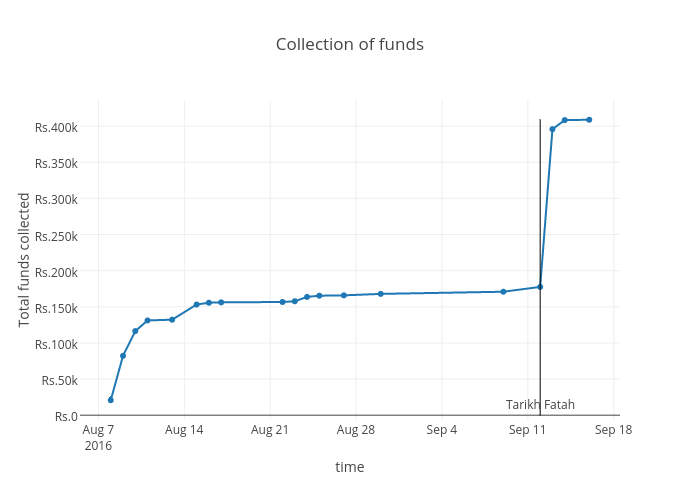 Collection of funds
Total funds collected
Rs.400k
Rs.350k
Rs.300k
Rs.250k
Rs.200k
Rs.150k
Rs.100k
Rs.50k
Rs.0
Tarikh Fatah
Aug 7 Aug 14 Aug 21 Aug 28 Sep 4 Sep 11 Sep 18
2016
time